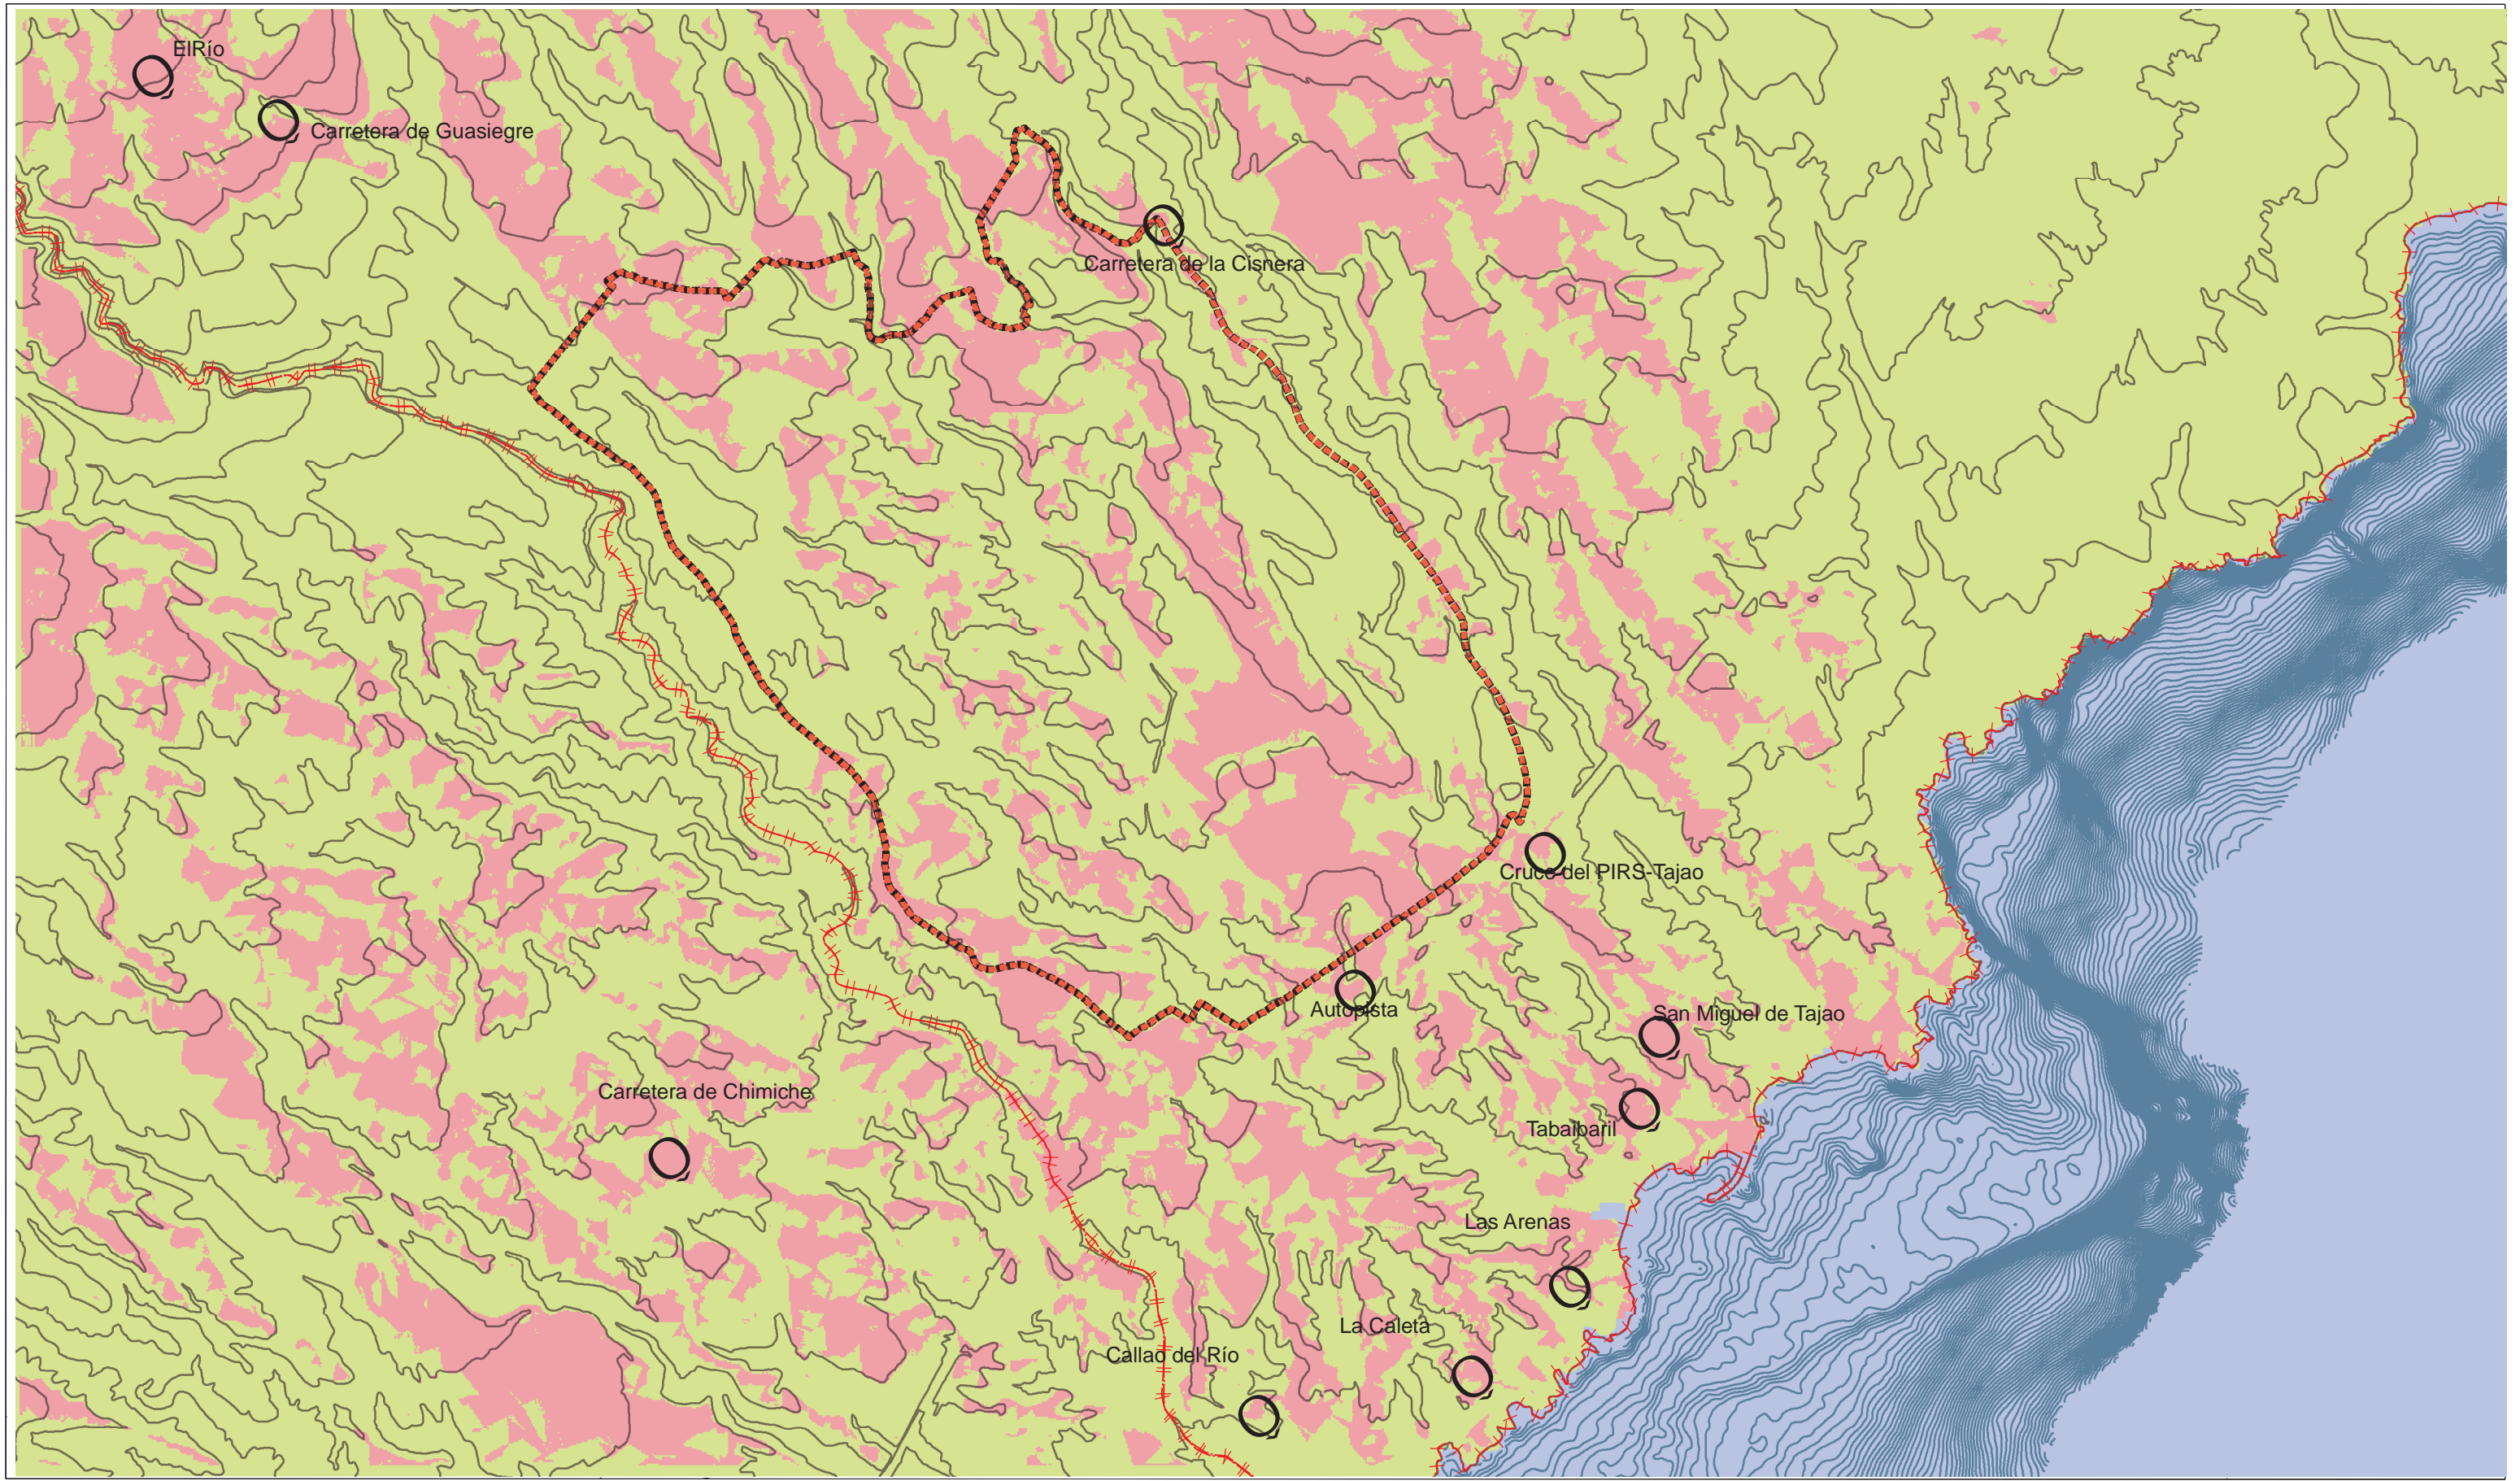 ElRío
Carretera de Guasiegre
Carretera de la Cisnera
Cruce del PIRS-Tajao
Autopista
San Miguel de Tajao
Carretera de Chimiche
Tabaibaril
Las Arenas
La Caleta
Callao del Río